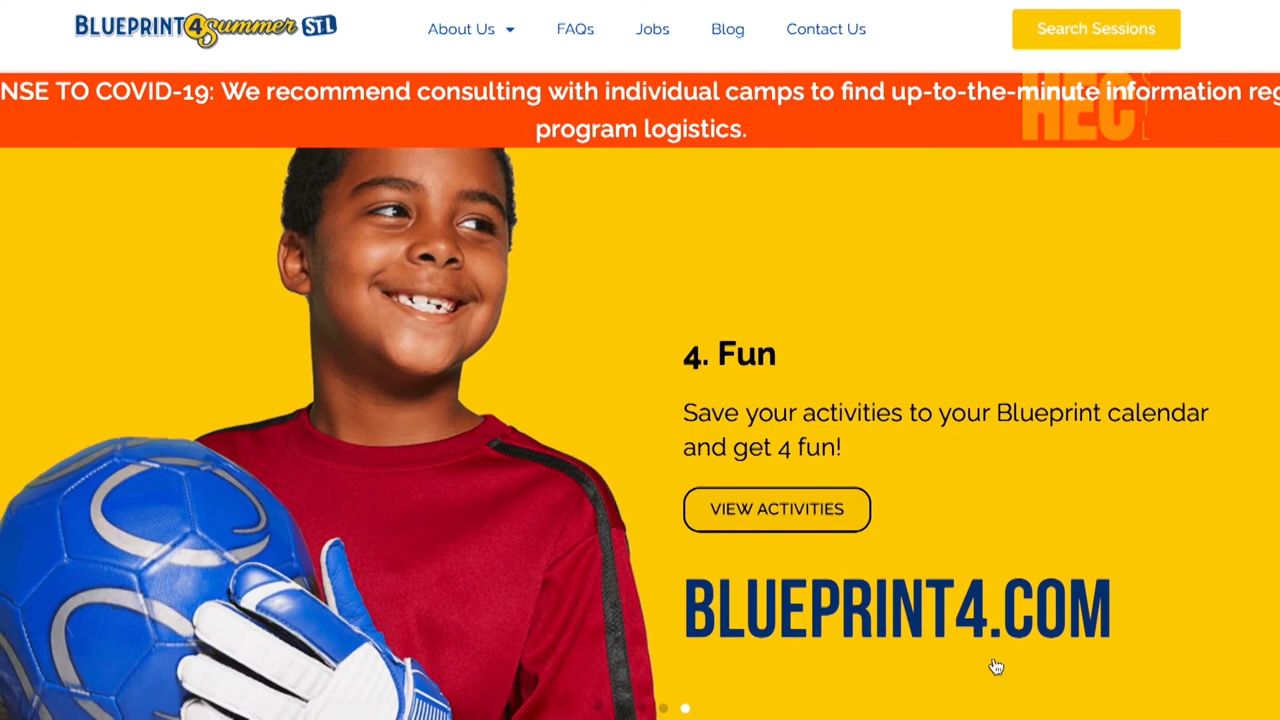 BLUEPRINT4Summer STL
About Us
FAQs
Jobs
Blog
Contact Us
Search Sessions
NSE TO COVID-19: We recommend consulting with individual camps to find up-to-the-minute information reg
program logistics.
HEC
4. Fun
Save your activities to your Blueprint calendar
and get 4 fun!
VIEW ACTIVITIES
BLUEPRINT4.COM